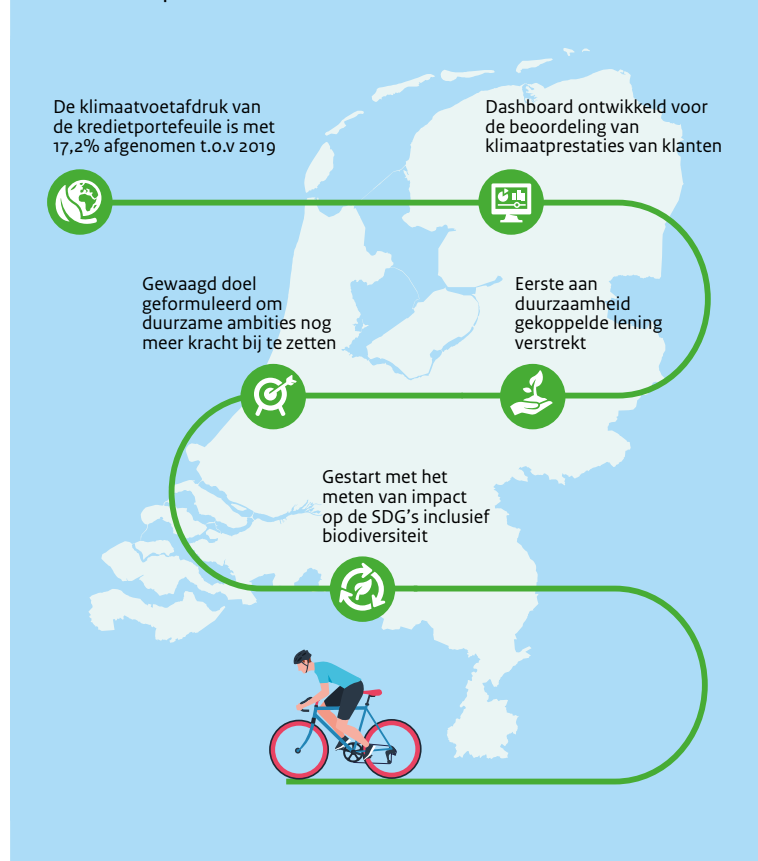 De klimaatvoetafdruk van
de kredietportefeuile is met
17,2% afgenomen t.o.v 2019
Dashboard ontwikkeld voor
de beoordeling van
klimaatprestaties van klanten
Gewaagd doel
geformuleerd om
duurzame ambities nog
meer kracht bij te zetten
Eerste aan
duurzaamheid
gekoppelde lening
verstrekt
Gestart met het
meten van impact
op de SDG's inclusief
biodiversiteit